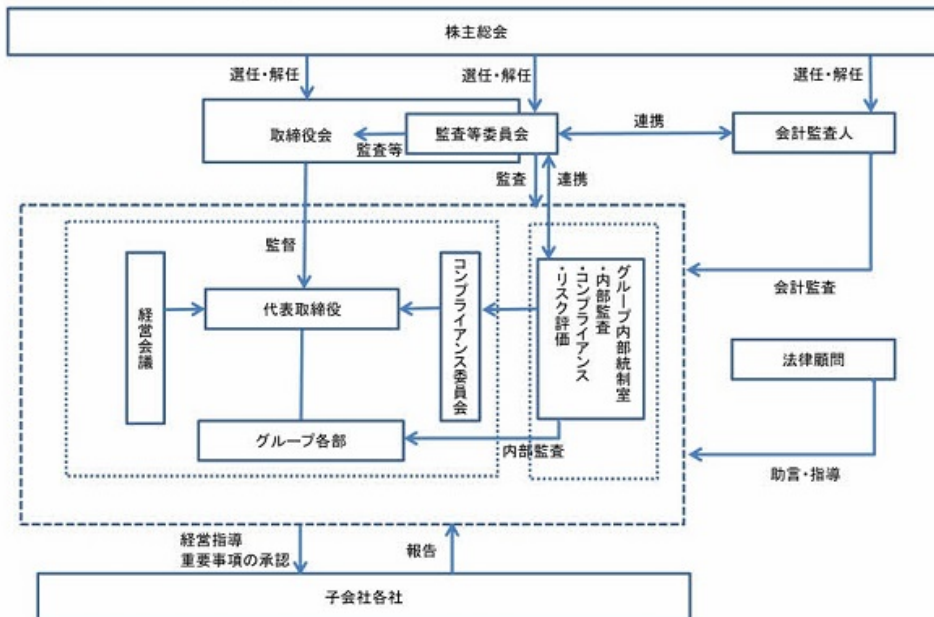 株主総会
選任・解任
選任・解任
選任・解任
取締役会
監査等委員会
監査等
連携
会計監査人
監査
連携
監督
会計監査
経営会議
代表取締役
コンプライアンス委員会
グループ内部統制室
・内部監査
・コンプライアンス
・リスク評価
法律顧問
グループ各部
内部監査
助言・指導
経営指導
重要事項の承認
報告
子会社各社